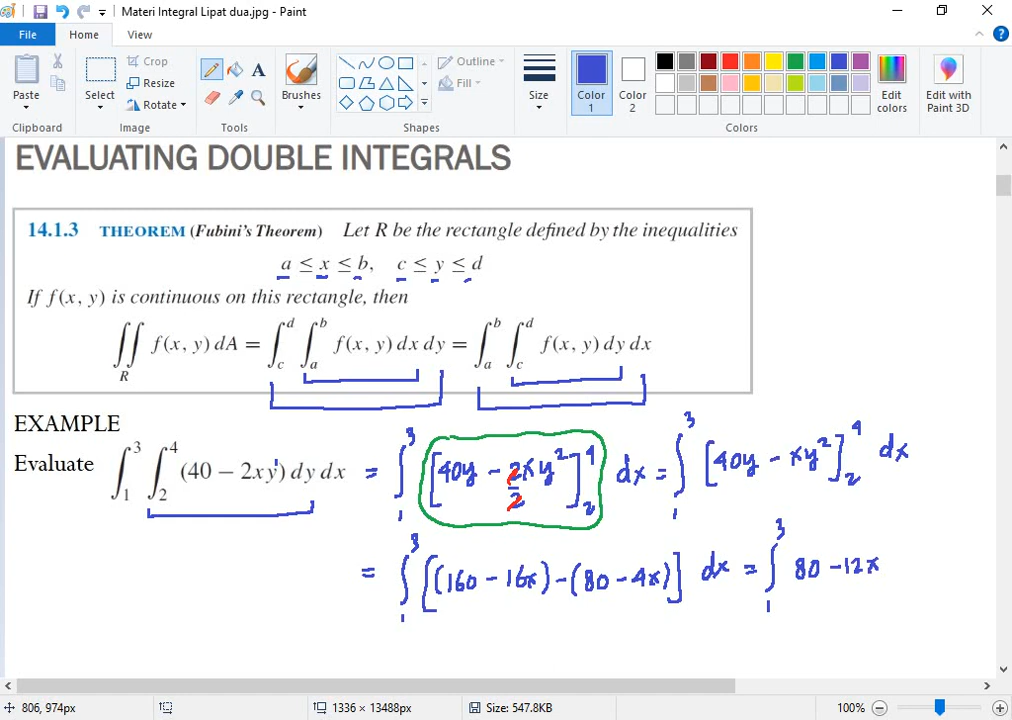 Materi Integral Lipat dua.jpg - Paint
File Home View
Paste Select Crop Resize Rotate A Brushes Outline Fill Size Color 1 Color 2 Edit colors Edit with Paint 3D
Clipboard Image Tools Shapes Colors
EVALUATING DOUBLE INTEGRALS
14.1.3 THEOREM (Fubini's Theorem) Let R be the rectangle defined by the inequalities
a ≤ x ≤ b, c ≤ y ≤ d
If f(x, y) is continuous on this rectangle, then
∬_R f(x, y) dA = ∫_c^d ∫_a^b f(x, y) dx dy = ∫_a^b ∫_c^d f(x, y) dy dx
EXAMPLE
Evaluate ∫_1^3 ∫_2^4 (40 – 2xy¹) dy dx = ∫_1^3 [40y - 2xy²/2]_2^4 dx = ∫_1^3 [40y - xy²]_2^4 dx
= ∫_1^3 [(160 - 16x) - (80 - 4x)] dx = ∫_1^3 80 - 12x
806, 974px 1336 × 13488px Size: 547.8KB 100%